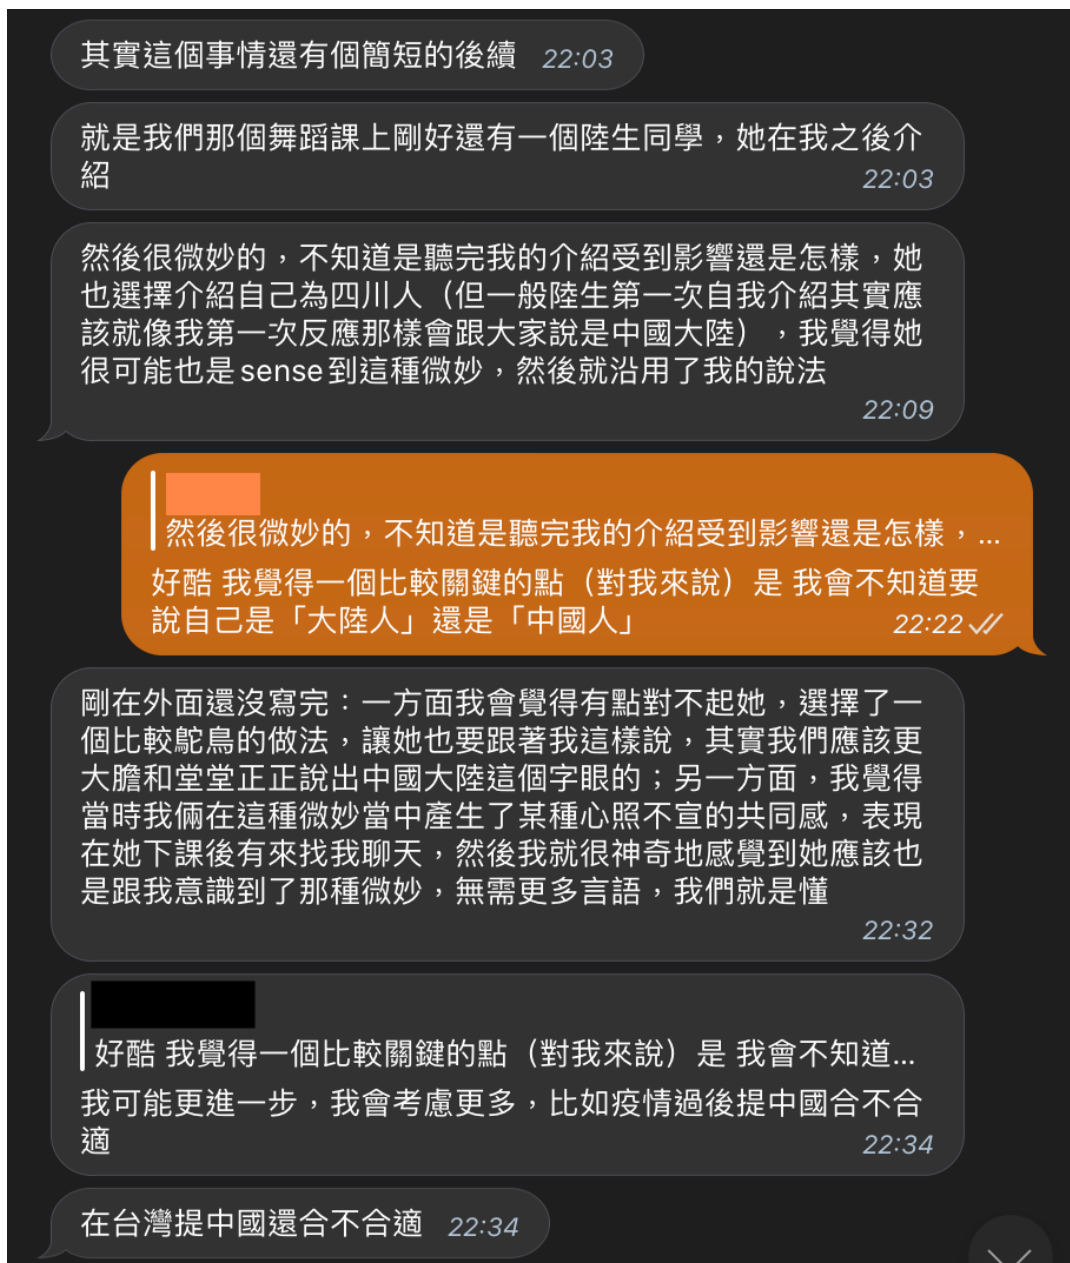 其實這個事情還有個簡短的後續 22:03
就是我們那個舞蹈課上剛好還有一個陸生同學，她在我之後介
紹 22:03
然後很微妙的，不知道是聽完我的介紹受到影響還是怎樣，她
也選擇介紹自己為四川人（但一般陸生第一次自我介紹其實應
該就像我第一次反應那樣會跟大家說是中國大陸），我覺得她
很可能也是sense到這種微妙，然後就沿用了我的說法
22:09
然後很微妙的，不知道是聽完我的介紹受到影響還是怎樣，...
好酷 我覺得一個比較關鍵的點（對我來說）是 我會不知道要
說自己是「大陸人」還是「中國人」 22:22
剛在外面還沒寫完：一方面我會覺得有點對不起她，選擇了一
個比較鴕鳥的做法，讓她也要跟著我這樣說，其實我們應該更
大膽和堂堂正正說出中國大陸這個字眼的；另一方面，我覺得
當時我倆在這種微妙當中產生了某種心照不宣的共同感，表現
在她下課後有來找我聊天，然後我就很神奇地感覺到她應該也
是跟我意識到了那種微妙，無需更多言語，我們就是懂
22:32
好酷 我覺得一個比較關鍵的點（對我來說）是 我會不知道...
我可能更進一步，我會考慮更多，比如疫情過後提中國合不合
適 22:34
在台灣提中國還合不合適 22:34